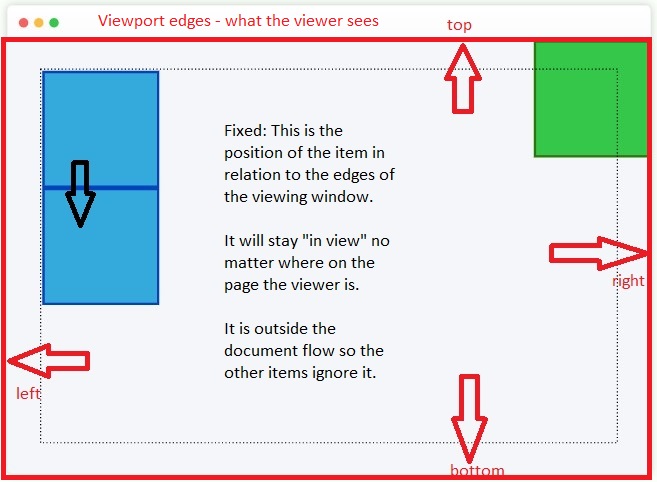 Viewport edges - what the viewer sees
top
Fixed: This is the
position of the item in
relation to the edges of
the viewing window.
It will stay "in view" no
matter where on the
page the viewer is.
right
It is outside the
document flow so the
other items ignore it.
left
bottom